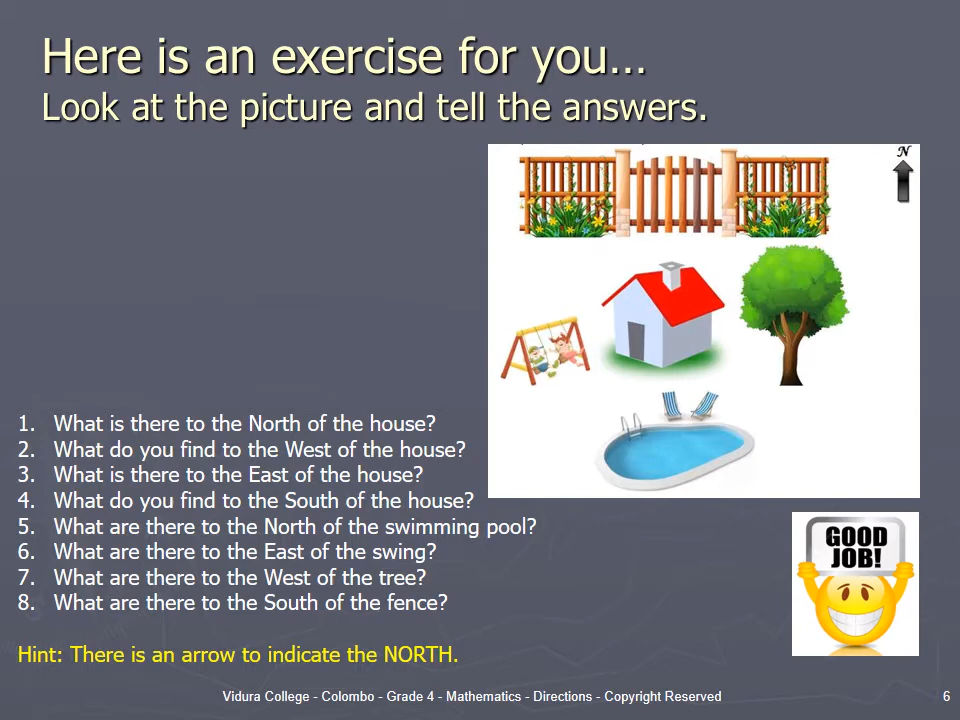 Here is an exercise for you...
Look at the picture and tell the answers.
N
1. What is there to the North of the house?
2. What do you find to the West of the house?
3. What is there to the East of the house?
4. What do you find to the South of the house?
5. What are there to the North of the swimming pool?
6. What are there to the East of the swing?
7. What are there to the West of the tree?
8. What are there to the South of the fence?
GOOD
JOB!
Hint: There is an arrow to indicate the NORTH.
Vidura College - Colombo - Grade 4 - Mathematics - Directions - Copyright Reserved
6